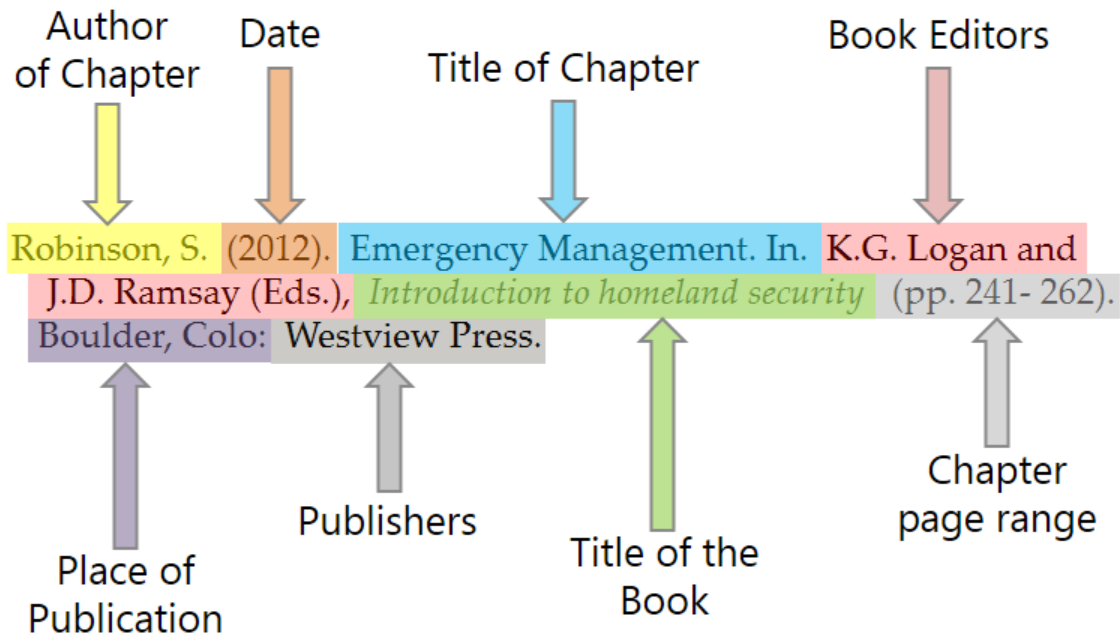 Author
of Chapter
Date
Title of Chapter
Book Editors
Robinson, S. (2012). Emergency Management. In. K.G. Logan and
J.D. Ramsay (Eds.), Introduction to homeland security (pp. 241- 262).
Boulder, Colo: Westview Press.
Place of
Publication
Publishers
Title of the
Book
Chapter
page range